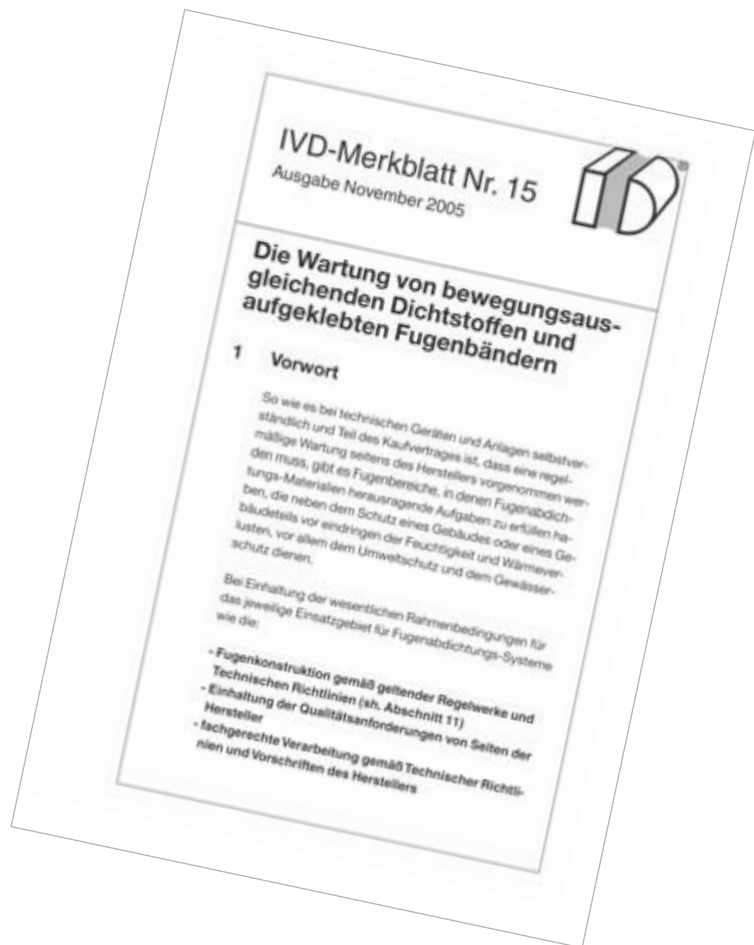 IVD-Merkblatt Nr. 15
Ausgabe November 2005
®
Die Wartung von bewegungsaus-
gleichenden Dichtstoffen und
aufgeklebten Fugenbändern
1 Vorwort
So wie es bei technischen Geräten und Anlagen selbstver-
ständlich und Teil des Kaufvertrages ist, dass eine regel-
mäßige Wartung seitens des Herstellers vorgenommen wer-
den muss, gibt es Fugenbereiche, in denen Fugenabdich-
tungs-Materialien herausragende Aufgaben zu erfüllen ha-
ben, die neben dem Schutz eines Gebäudes oder eines Ge-
bäudeteils vor eindringen der Feuchtigkeit und Wärmever-
lusten, vor allem dem Umweltschutz und dem Gewässer-
schutz dienen.
Bei Einhaltung der wesentlichen Rahmenbedingungen für
das jeweilige Einsatzgebiet für Fugenabdichtungs-Systeme
wie die:
- Fugenkonstruktion gemäß geltender Regelwerke und
Technischen Richtlinien (sh. Abschnitt 11)
- Einhaltung der Qualitätsanforderungen von Seiten der
Hersteller
- fachgerechte Verarbeitung gemäß Technischer Richtli-
nien und Vorschriften des Herstellers